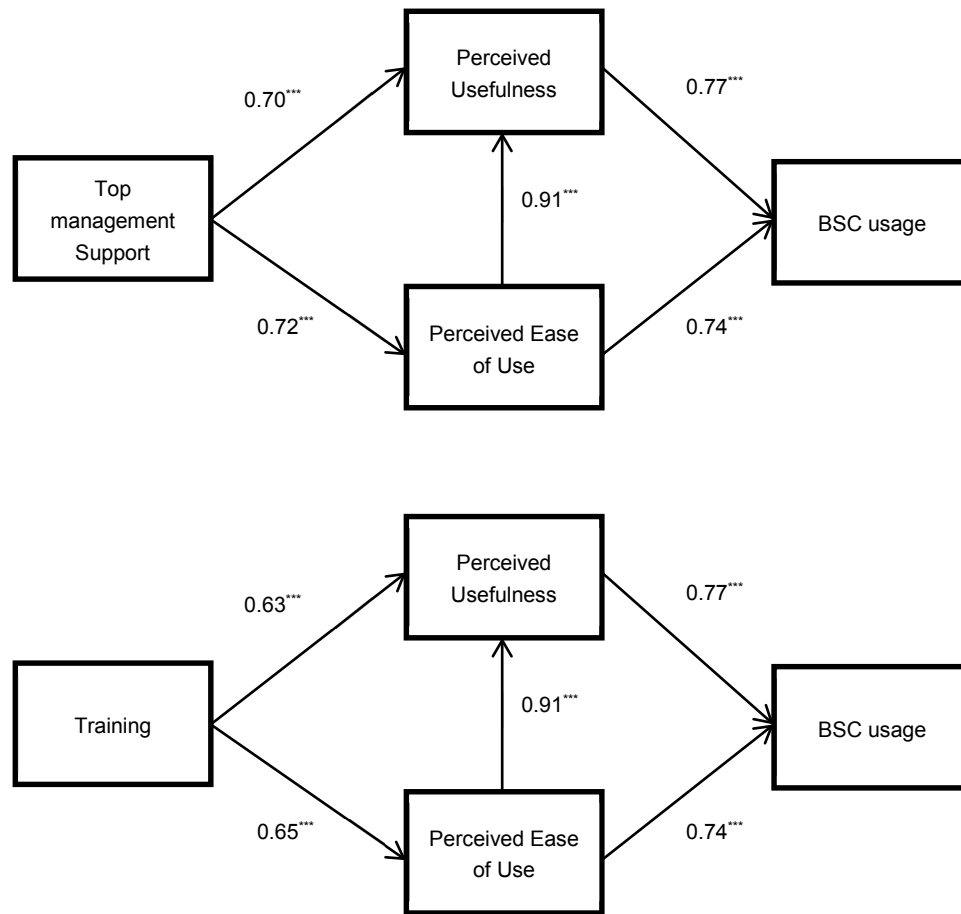 Perceived
Usefulness
0.70***
0.77***
Top
management
Support
0.91***
BSC usage
0.72***
Perceived Ease
of Use
0.74***
Perceived
Usefulness
0.63***
0.77***
Training
0.91***
BSC usage
0.65***
Perceived Ease
of Use
0.74***